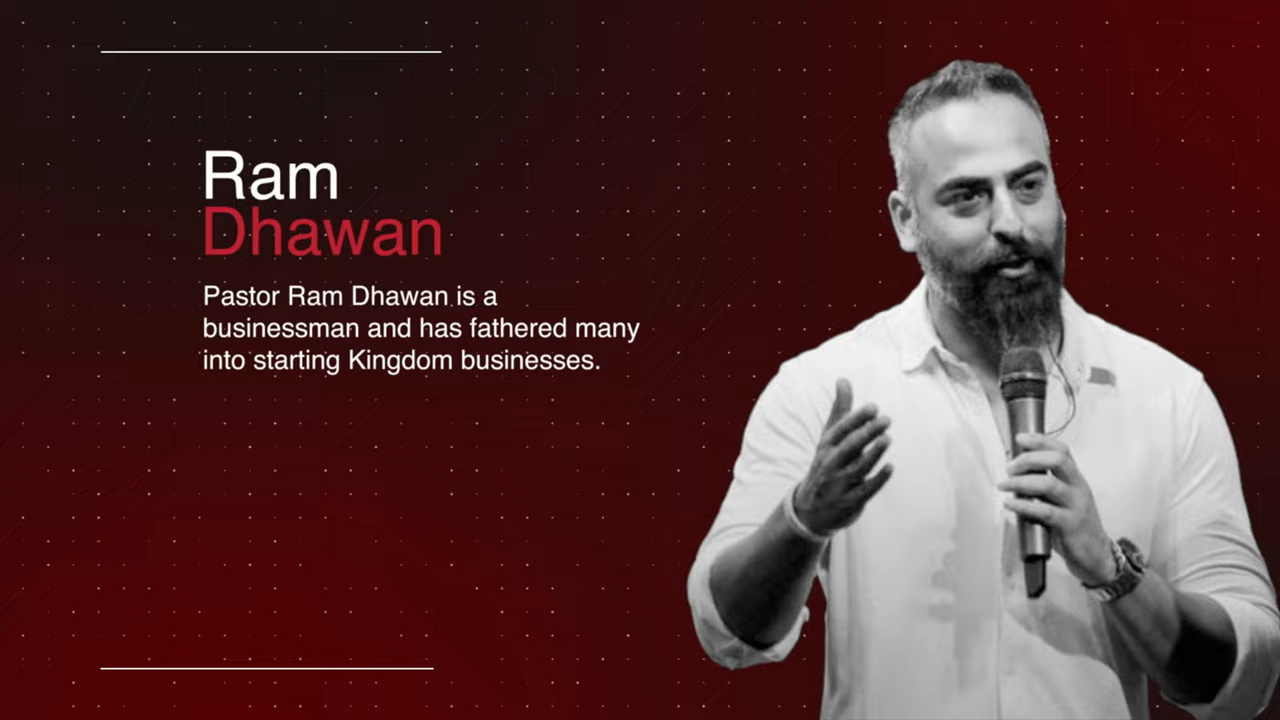 Ram
Dhawan
Pastor Ram Dhawan is a
businessman and has fathered many
into starting Kingdom businesses.